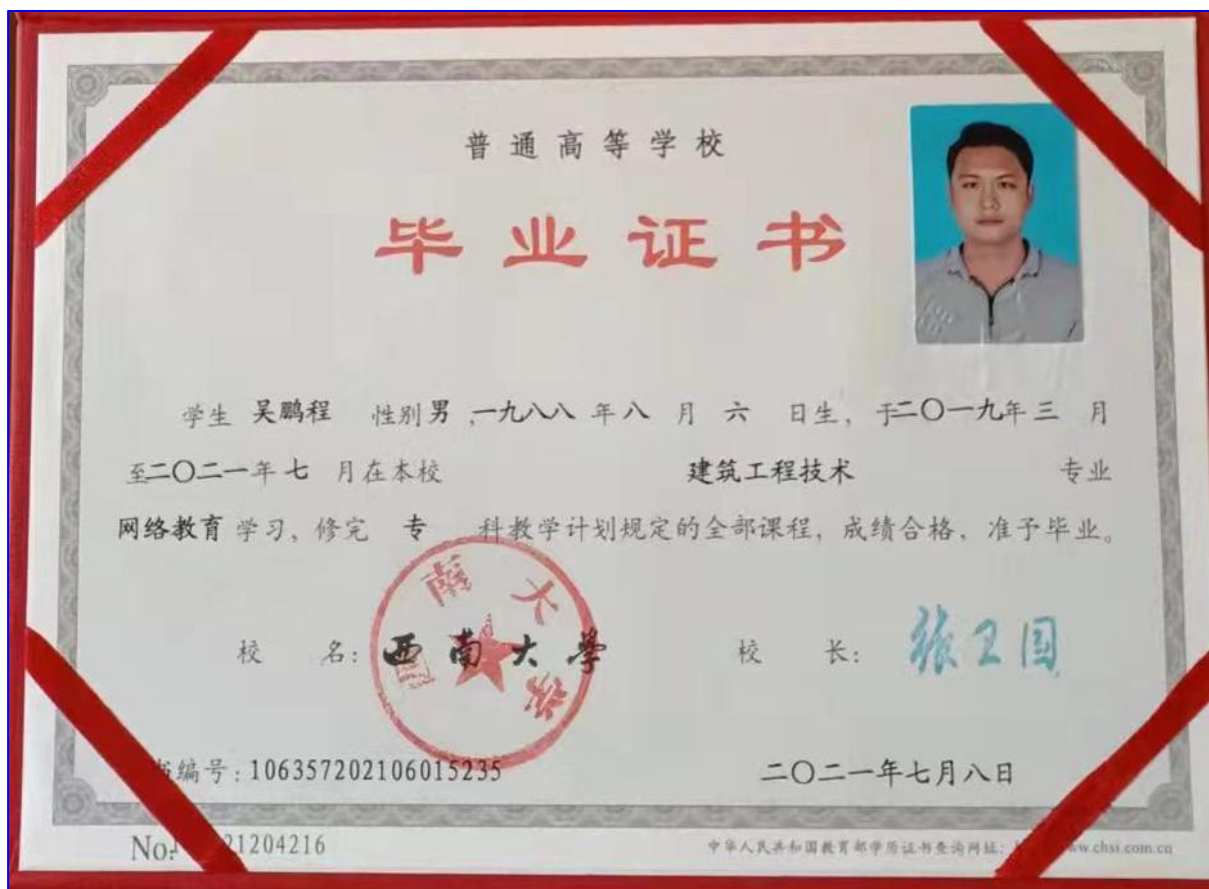 普通高等学校
毕业证书
学生 吴鹏程 性别 男 ,一九八八 年 八 月 六 日生, 于二〇一九年 三 月
至二〇二一年 七 月在本校 建筑工程技术 专业
网络教育 学习, 修完 专 科教学计划规定的全部课程, 成绩合格, 准予毕业。
校 名: 西南大學 校 长: 张卫国
南大学
编号: 106357202106015235 二〇二一年七月八日
No: 21204216 中华人民共和国教育部学历证书查询网址: www.chsi.com.cn